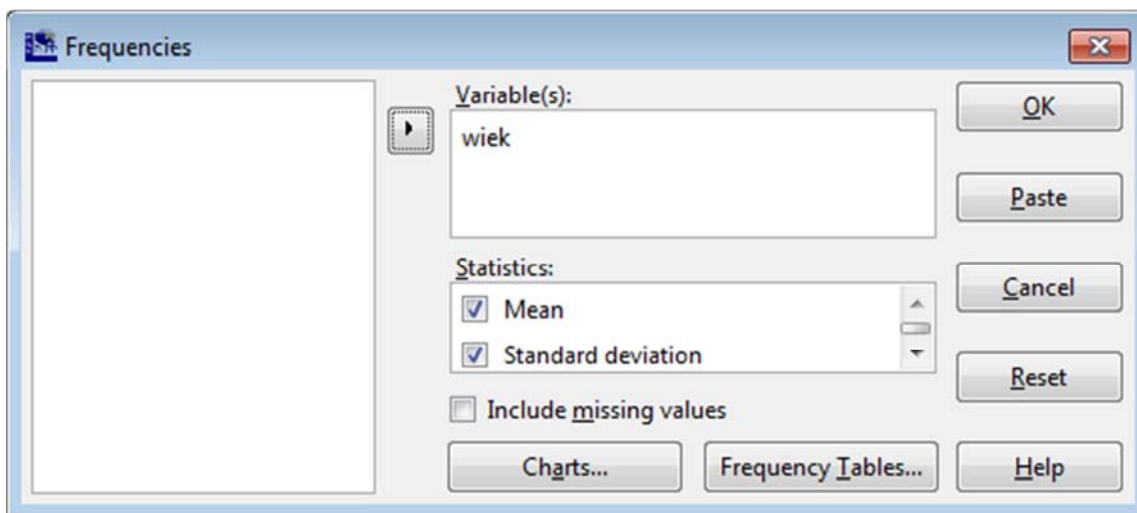 Frequencies
Variable(s):
wiek
Statistics:
Mean
Standard deviation
Include missing values
Charts...
Frequency Tables...
OK
Paste
Cancel
Reset
Help